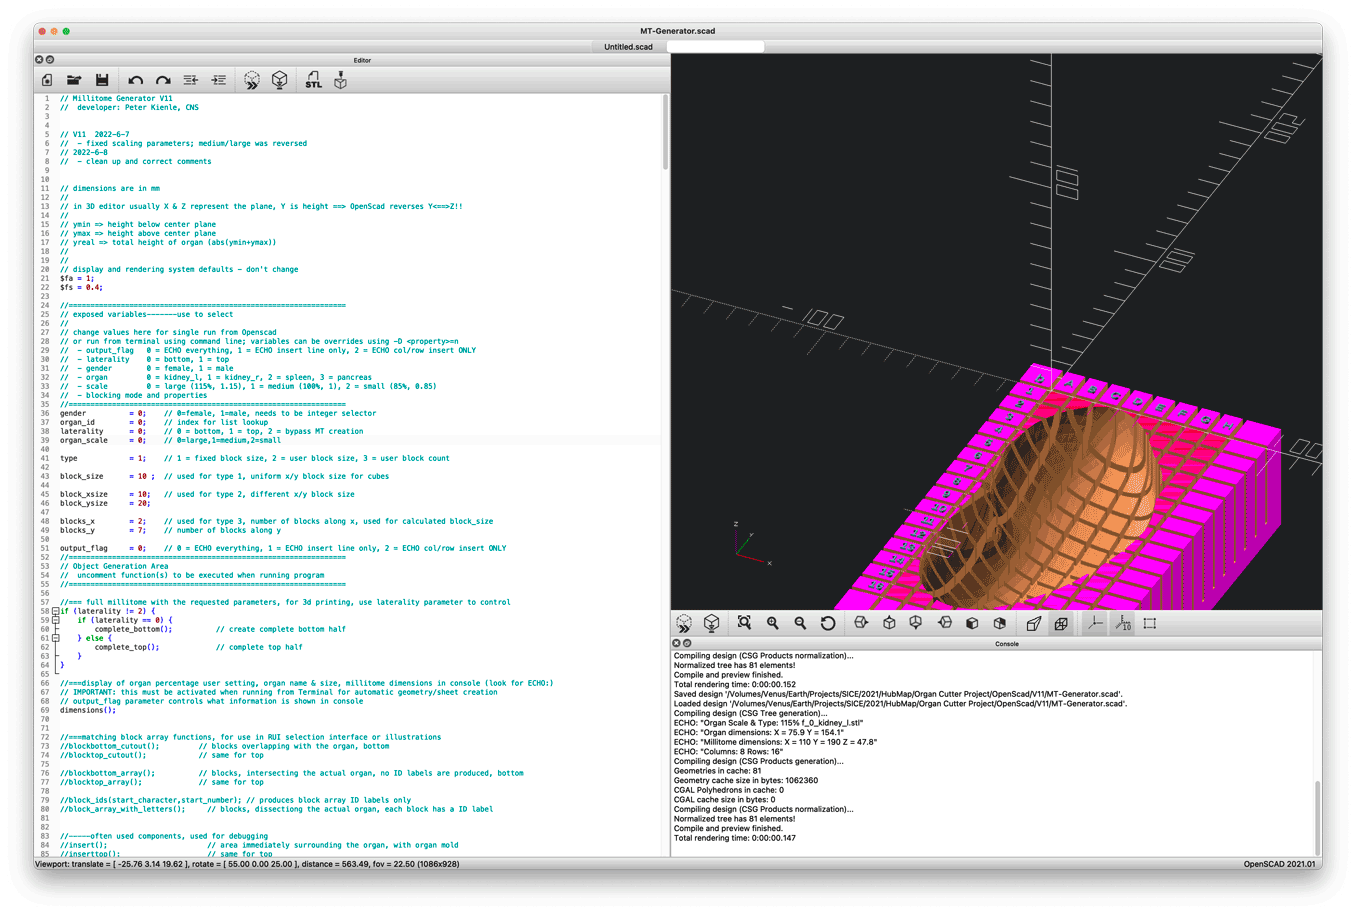 MT-Generator.scad
Untitled.scad
Editor
STL
1 // Millitome Generator V11
2 //  developer: Peter Kienle, CNS
3
4
5 // V11  2022-6-7
6 //  - fixed scaling parameters; medium/large was reversed
7 // 2022-6-8
8 //  - clean up and correct comments
9
10
11 // dimensions are in mm
12 //
13 // in 3D editor usually X & Z represent the plane, Y is height ==> OpenScad reverses Y<==>Z!!
14 //
15 // ymin => height below center plane
16 // ymax => height above center plane
17 // yreal => total height of organ (abs(ymin+ymax))
18 //
19 //
20 // display and rendering system defaults - don't change
21 $fa = 1;
22 $fs = 0.4;
23
24 //================================================================
25 // exposed variables-------use to select
26 //
27 // change values here for single run from Openscad
28 // or run from terminal using command line; variables can be overrides using -D <property>=n
29 //  - output_flag   0 = ECHO everything, 1 = ECHO insert line only, 2 = ECHO col/row insert ONLY
30 //  - laterality    0 = bottom, 1 = top
31 //  - gender        0 = female, 1 = male
32 //  - organ         0 = kidney_l, 1 = kidney_r, 2 = spleen, 3 = pancreas
33 //  - scale         0 = large (115%, 1.15), 1 = medium (100%, 1), 2 = small (85%, 0.85)
34 //  - blocking mode and properties
35 //================================================================
36 gender          = 0;    // 0=female, 1=male, needs to be integer selector
37 organ_id        = 0;    // index for list lookup
38 laterality      = 0;    // 0 = bottom, 1 = top, 2 = bypass MT creation
39 organ_scale     = 0;    // 0=large,1=medium,2=small
40
41 type            = 1;    // 1 = fixed block size, 2 = user block size, 3 = user block count
42
43 block_size      = 10 ;  // used for type 1, uniform x/y block size for cubes
44
45 block_xsize     = 10;   // used for type 2, different x/y block size
46 block_ysize     = 20;
47
48 blocks_x        = 2;    // used for type 3, number of blocks along x, used for calculated block_size
49 blocks_y        = 7;    // number of blocks along y
50
51 output_flag     = 0;    // 0 = ECHO everything, 1 = ECHO insert line only, 2 = ECHO col/row insert ONLY
52 //================================================================
53 // Object Generation Area
54 //  uncomment function(s) to be executed when running program
55 //================================================================
56
57 //=== full millitome with the requested parameters, for 3d printing, use laterality parameter to control
58 if (laterality != 2) {
59     if (laterality == 0) {
60         complete_bottom();          // create complete bottom half
61     } else {
62         complete_top();             // complete top half
63     }
64 }
65
66 //===display of organ percentage user setting, organ name & size, millitome dimensions in console (look for ECHO:)
67 // IMPORTANT: this must be activated when running from Terminal for automatic geometry/sheet creation
68 // output_flag parameter controls what information is shown in console
69 dimensions();
70
71
72 //===matching block array functions, for use in RUI selection interface or illustrations
73 //blockbottom_cutout();         // blocks overlapping with the organ, bottom
74 //blocktop_cutout();            // same for top
75
76 //blockbottom_array();          // blocks, intersecting the actual organ, no ID labels are produced, bottom
77 //blocktop_array();             // same for top
78
79 //block_ids(start_character,start_number); // produces block array ID labels only
80 //block_array_with_letters();     // blocks, dissectiong the actual organ, each block has a ID label
81
82
83 //-----often used components, used for debugging
84 //insert();                       // area immediately surrounding the organ, with organ mold
85 //inserttop();                    // same for top
100
100
100
100
A B C D E F G H
1
2
3
4
5
6
7
8
9
10
11
12
13
14
15
16
Z
Y
X
10
Console
Compiling design (CSG Products normalization)...
Normalized tree has 81 elements!
Compile and preview finished.
Total rendering time: 0:00:00.152
Saved design '/Volumes/Venus/Earth/Projects/SICE/2021/HubMap/Organ Cutter Project/OpenScad/V11/MT-Generator.scad'.
Loaded design '/Volumes/Venus/Earth/Projects/SICE/2021/HubMap/Organ Cutter Project/OpenScad/V11/MT-Generator.scad'.
Compiling design (CSG Tree generation)...
ECHO: "Organ Scale & Type: 115% f_0_kidney_l.stl"
ECHO: "Organ dimensions: X = 75.9 Y = 154.1"
ECHO: "Millitome dimensions: X = 110 Y = 190 Z = 47.8"
ECHO: "Columns: 8 Rows: 16"
Compiling design (CSG Products generation)...
Geometries in cache: 81
Geometry cache size in bytes: 1062360
CGAL Polyhedrons in cache: 0
CGAL cache size in bytes: 0
Compiling design (CSG Products normalization)...
Normalized tree has 81 elements!
Compile and preview finished.
Total rendering time: 0:00:00.147
Viewport: translate = [ -25.76 3.14 19.62 ], rotate = [ 55.00 0.00 25.00 ], distance = 563.49, fov = 22.50 (1086x928)
OpenSCAD 2021.01